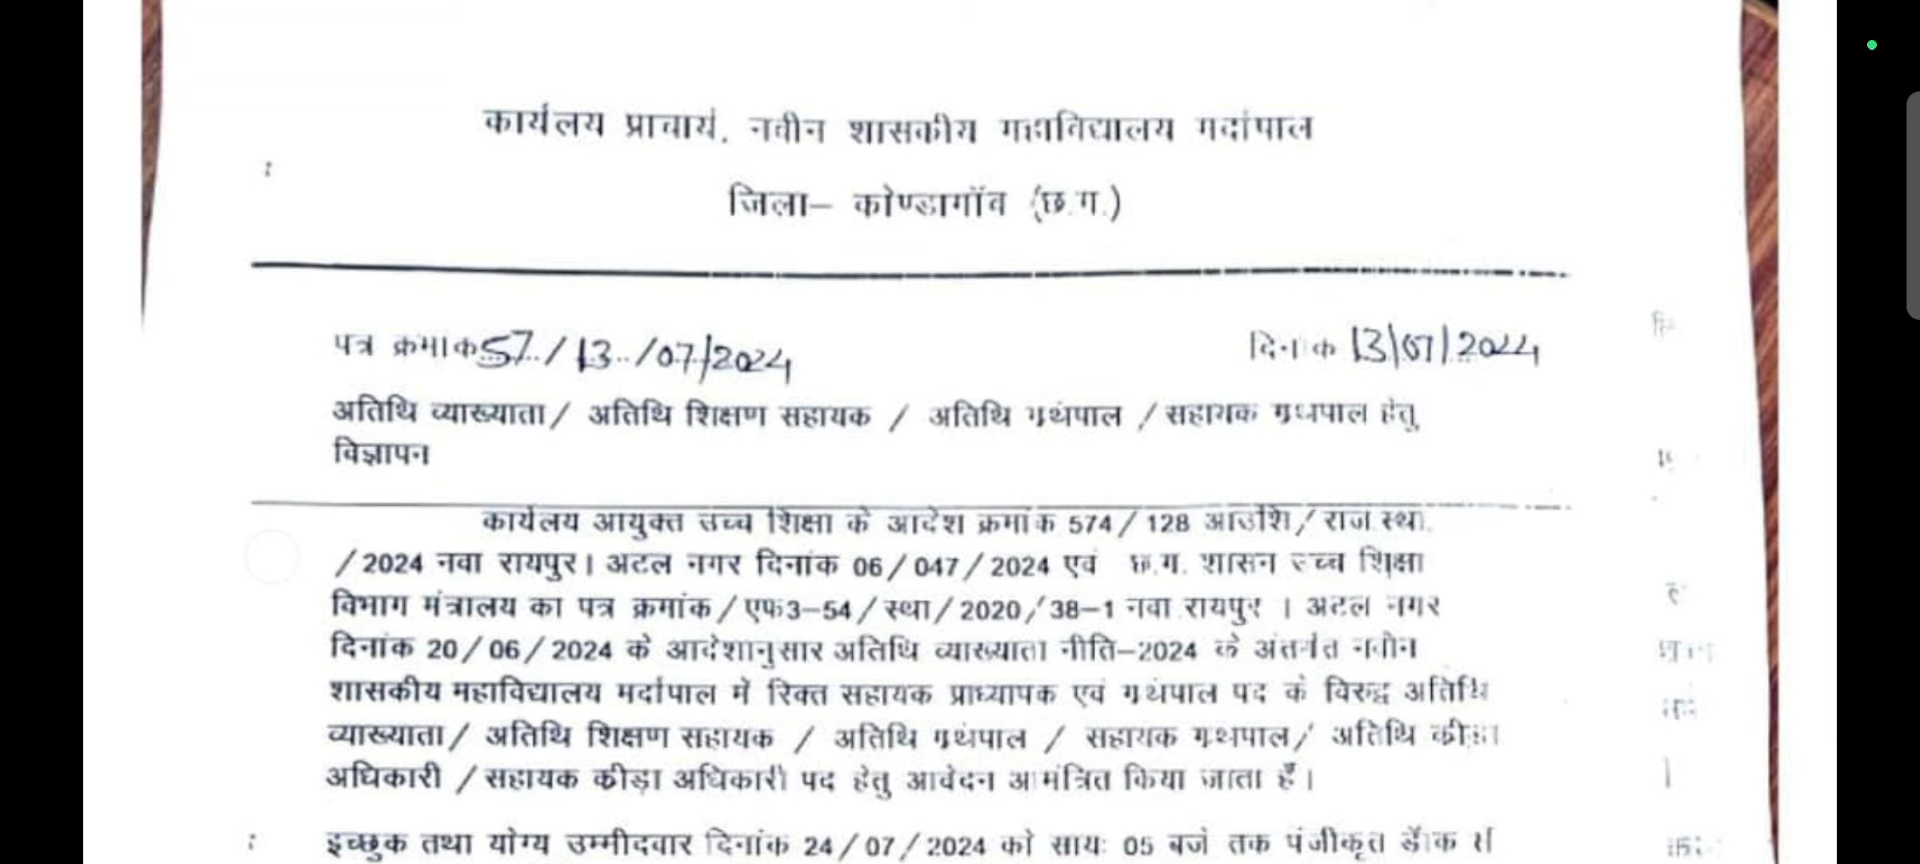 कार्यलय प्राचार्य, नवीन शासकीय महाविद्यालय मर्दापाल
जिला– कोण्डागॉव (छ.ग.)
पत्र क्रमांक 57../13../07/2024 दिनांक 13/07/2024
अतिथि व्याख्याता/ अतिथि शिक्षण सहायक / अतिथि ग्रंथपाल /सहायक ग्रंथपाल हेतु
विज्ञापन
कार्यलय आयुक्त उच्च शिक्षा के आदेश क्रमांक 574/128 आउशि/राज.स्था.
/2024 नवा रायपुर। अटल नगर दिनांक 06/047/2024 एवं छ.ग. शासन उच्च शिक्षा
विभाग मंत्रालय का पत्र क्रमांक/एफ3–54/स्था/2020/38–1 नवा रायपुर । अटल नगर
दिनांक 20/06/2024 के आदेशानुसार अतिथि व्याख्याता नीति–2024 के अंतर्गत नवीन
शासकीय महाविद्यालय मर्दापाल में रिक्त सहायक प्राध्यापक एवं ग्रंथपाल पद के विरुद्ध अतिथि
व्याख्याता/ अतिथि शिक्षण सहायक / अतिथि ग्रंथपाल / सहायक ग्रंथपाल/ अतिथि कीड़ा
अधिकारी /सहायक कीड़ा अधिकारी पद हेतु आवेदन आमंत्रित किया जाता हैं।
इच्छुक तथा योग्य उम्मीदवार दिनांक 24/07/2024 को सायः 05 बजे तक पंजीकृत डॅाक